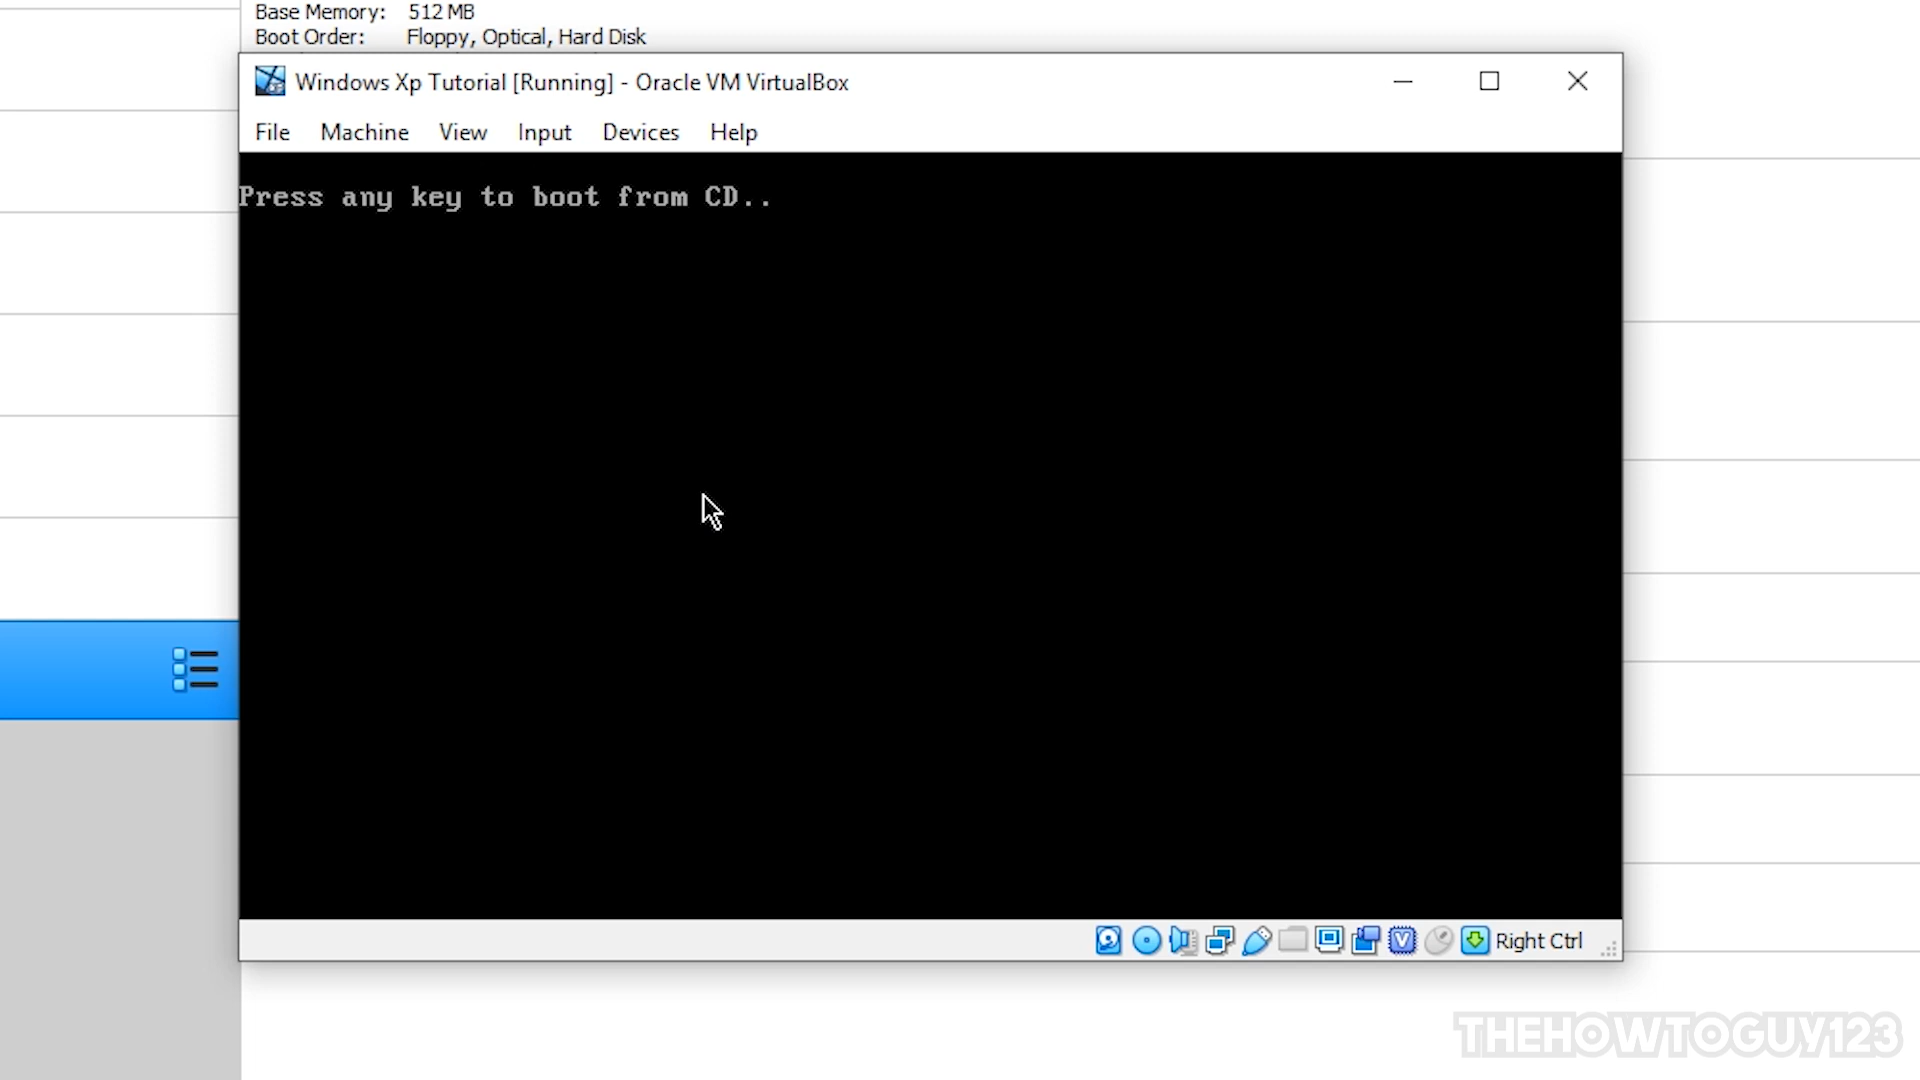 Base Memory: 512 MB
Boot Order: Floppy, Optical, Hard Disk
Windows Xp Tutorial [Running] - Oracle VM VirtualBox
File Machine View Input Devices Help
Press any key to boot from CD..
Right Ctrl
THEHOWTOGUY123